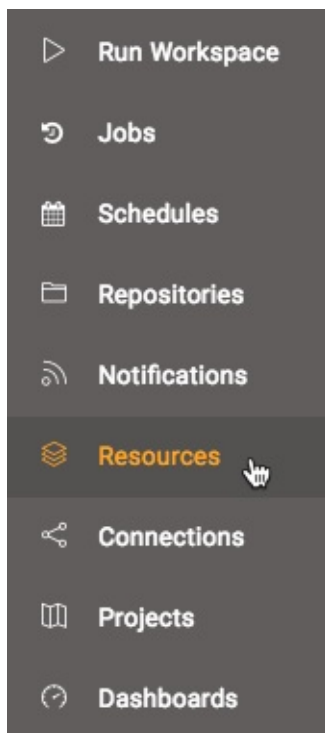 Run Workspace
Jobs
Schedules
Repositories
Notifications
Resources
Connections
Projects
Dashboards